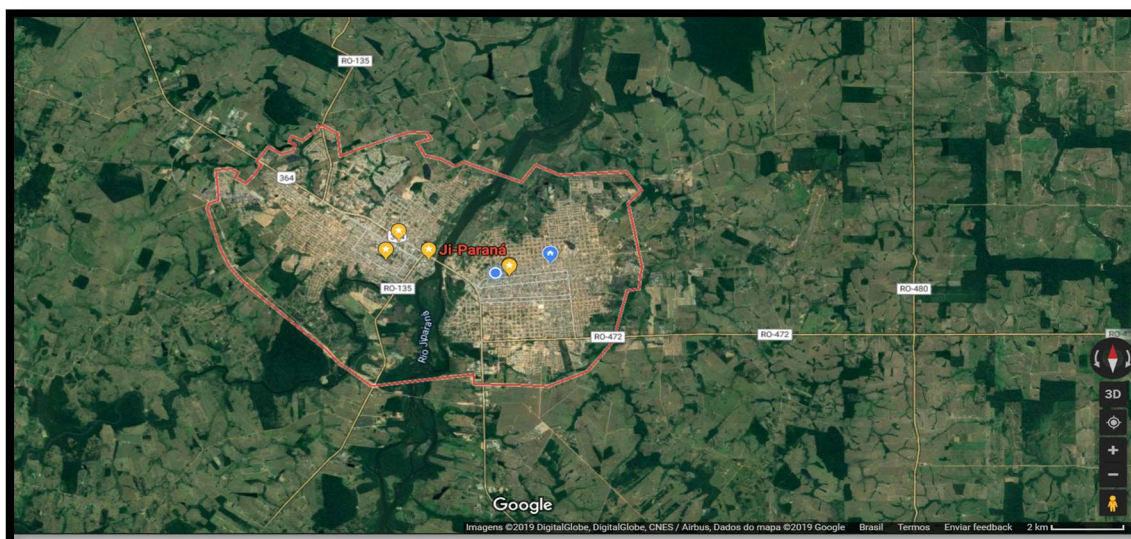 RO-135
364
Ji-Paraná
RO-135
RO-480
Rio Jiparaná
RO-472
RO-472
3D
Google
Imagens ©2019 DigitalGlobe, DigitalGlobe, CNES / Airbus, Dados do mapa ©2019 Google Brasil Termos Enviar feedback 2 km